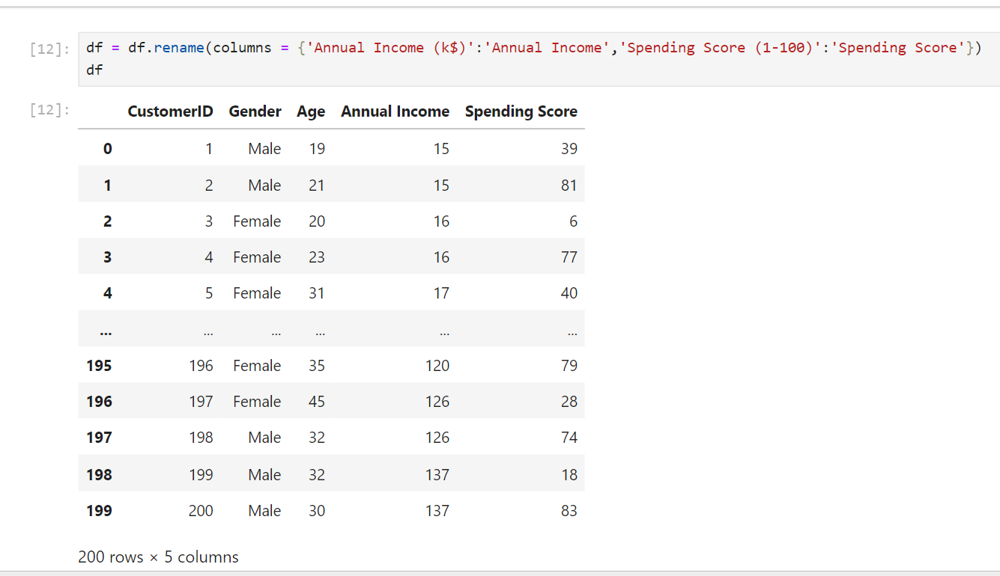 [12]: df = df.rename(columns = {'Annual Income (k$)':'Annual Income','Spending Score (1-100)':'Spending Score'})
df
[12]: CustomerID Gender Age Annual Income Spending Score
0 1 Male 19 15 39
1 2 Male 21 15 81
2 3 Female 20 16 6
3 4 Female 23 16 77
4 5 Female 31 17 40
... ... ... ... ... ...
195 196 Female 35 120 79
196 197 Female 45 126 28
197 198 Male 32 126 74
198 199 Male 32 137 18
199 200 Male 30 137 83
200 rows × 5 columns